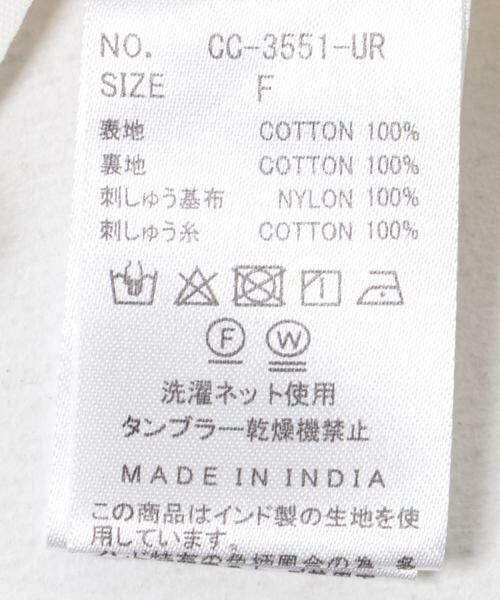 NO. CC-3551-UR
SIZE F
表地 COTTON 100%
裏地 COTTON 100%
刺しゅう基布 NYLON 100%
刺しゅう糸 COTTON 100%
F W
洗濯ネット使用
タンブラー乾燥機禁止
MADE IN INDIA
この商品はインド製の生地を使
用しています。